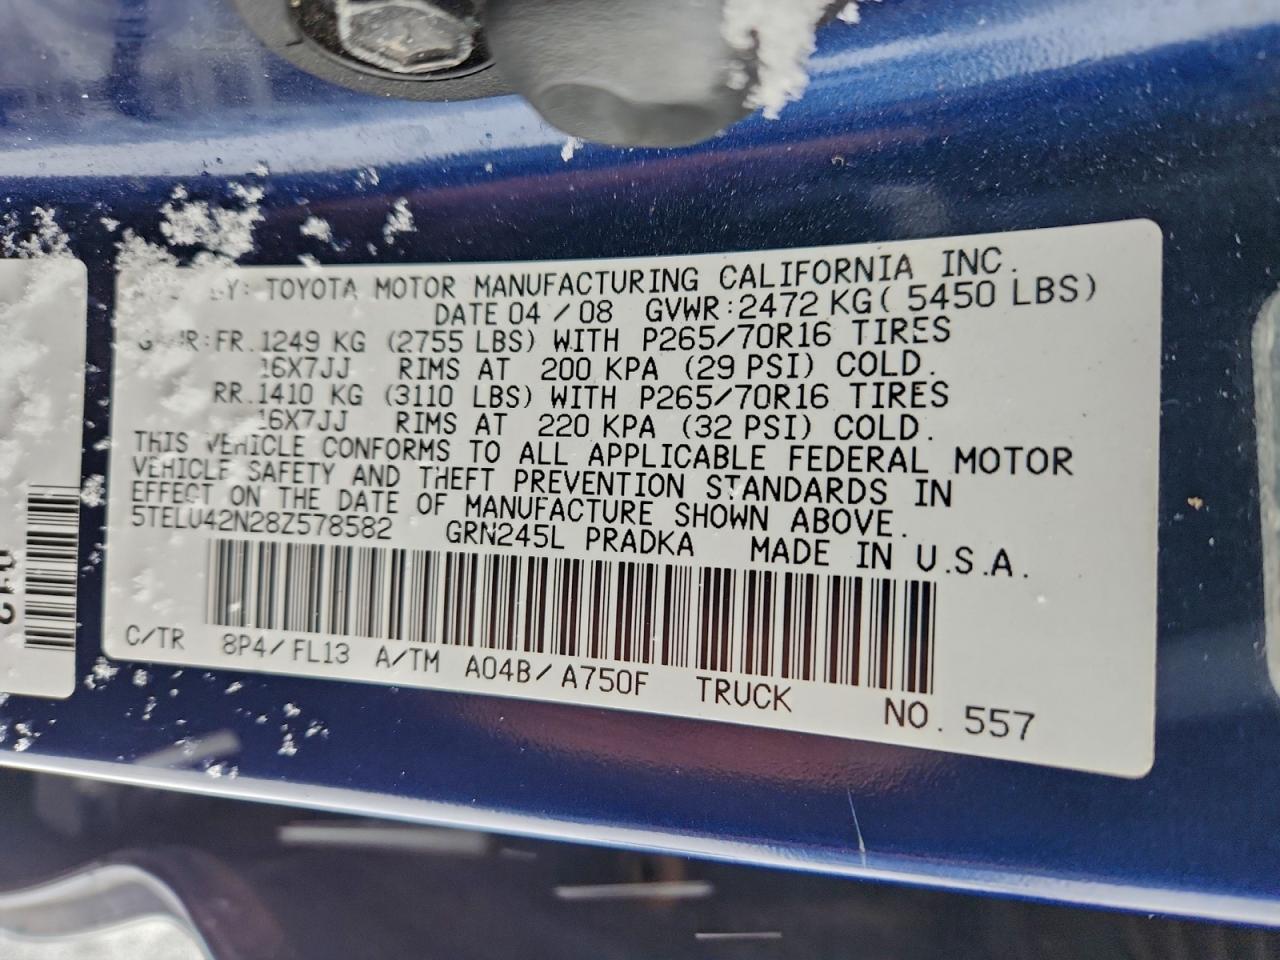 BY: TOYOTA MOTOR MANUFACTURING CALIFORNIA INC.
DATE 04 / 08 GVWR:2472 KG( 5450 LBS)
FR.1249 KG (2755 LBS) WITH P265/70R16 TIRES
16X7JJ RIMS AT 200 KPA (29 PSI) COLD.
RR.1410 KG (3110 LBS) WITH P265/70R16 TIRES
16X7JJ RIMS AT 220 KPA (32 PSI) COLD.
THIS VEHICLE CONFORMS TO ALL APPLICABLE FEDERAL MOTOR
VEHICLE SAFETY AND THEFT PREVENTION STANDARDS IN
EFFECT ON THE DATE OF MANUFACTURE SHOWN ABOVE.
5TELU42N28Z578582 GRN245L PRADKA MADE IN U.S.A.
C/TR 8P4/FL13 A/TM A04B/A750F TRUCK NO. 557